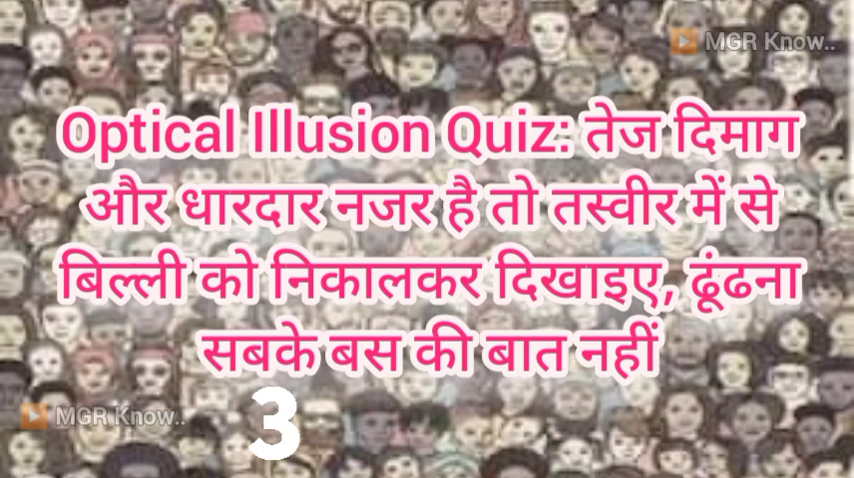 MGR Know..
Optical Illusion Quiz: तेज दिमाग
और धारदार नजर है तो तस्वीर में से
बिल्ली को निकालकर दिखाइए, ढूंढना
सबके बस की बात नहीं
MGR Know..
3